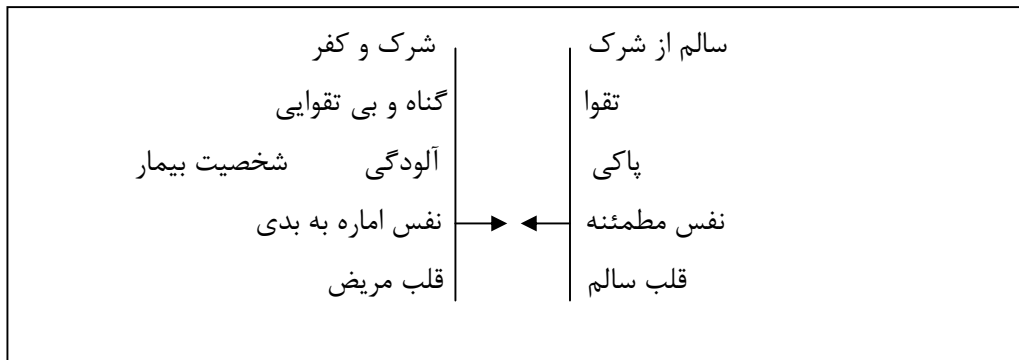 سالم از شرک شرک و کفر
تقوا گناه و بی تقوایی
پاکی آلودگی شخصیت بیمار
نفس مطمئنه نفس اماره به بدی
قلب سالم قلب مریض